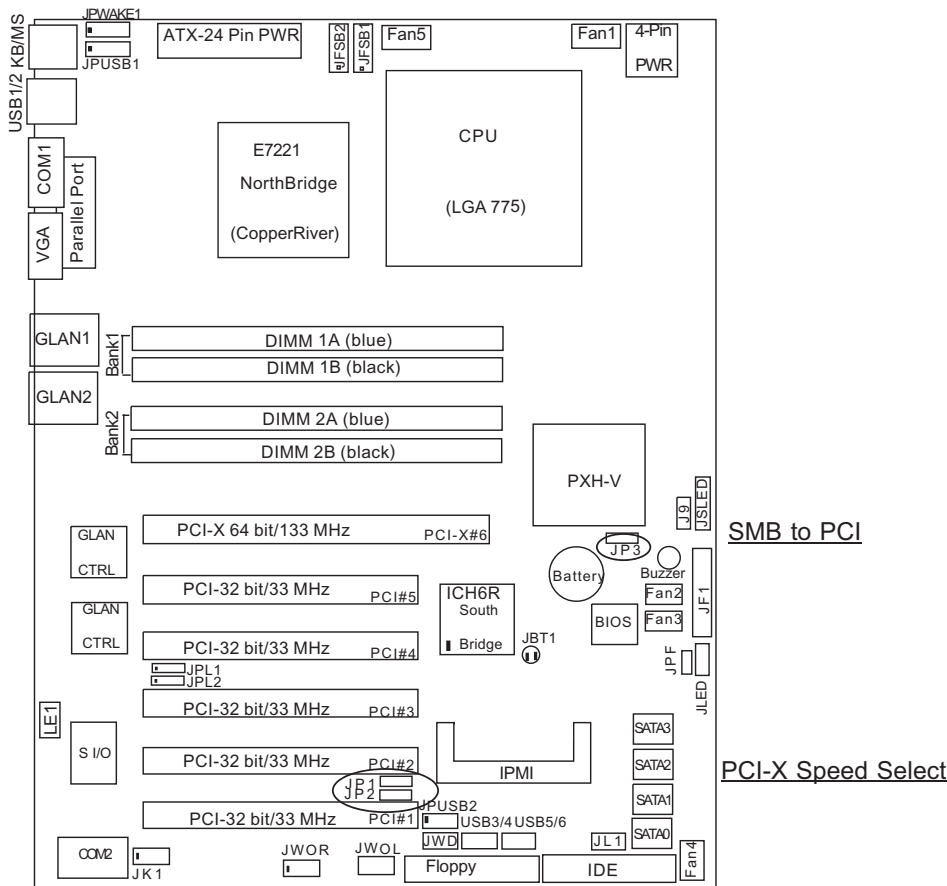 JPWAKE1
KB/MS
JPUSB1
ATX-24 Pin PWR
JFSB2
JFSB1
Fan5
Fan1
4-Pin
PWR
USB1/2
CPU
(LGA 775)
E7221
NorthBridge
(CopperRiver)
COM1
Parallel Port
VGA
GLAN1
Bank1
DIMM 1A (blue)
DIMM 1B (black)
GLAN2
Bank2
DIMM 2A (blue)
DIMM 2B (black)
PXH-V
J9
JSLED
SMB to PCI
GLAN
CTRL
PCI-X 64 bit/133 MHz
PCI-X#6
JP3
Battery
Buzzer
PCI-32 bit/33 MHz
PCI#5
ICH6R
South
Bridge
Fan2
Fan3
JF1
BIOS
GLAN
CTRL
PCI-32 bit/33 MHz
PCI#4
JBT1
JPF
JLED
JPL1
JPL2
PCI-32 bit/33 MHz
PCI#3
LE1
S I/O
SATA3
PCI-32 bit/33 MHz
PCI#2
IPMI
SATA2
PCI-X Speed Select
JP1
JP2
JPUSB2
SATA1
PCI-32 bit/33 MHz
PCI#1
USB3/4
USB5/6
JWD
JL1
SATA0
COM2
JK1
JWOR
JWOL
Floppy
IDE
Fan4